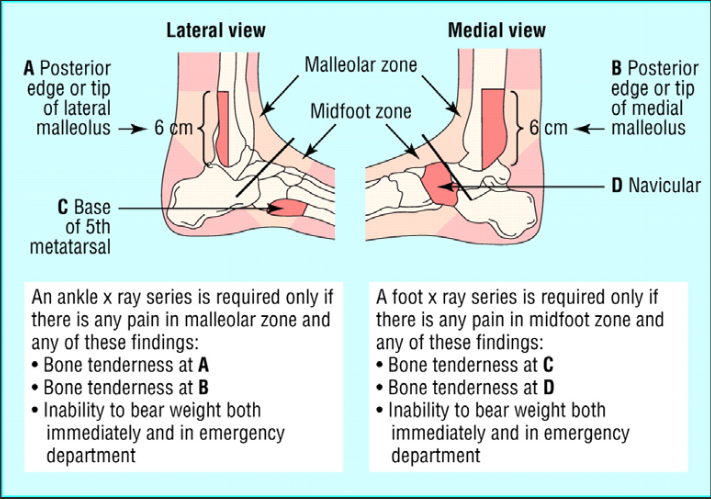 Lateral view
Medial view
A Posterior
edge or tip
of lateral
malleolus
6 cm
Malleolar zone
Midfoot zone
B Posterior
edge or tip
of medial
malleolus
6 cm
C Base
of 5th
metatarsal
D Navicular
An ankle x ray series is required only if
there is any pain in malleolar zone and
any of these findings:
• Bone tenderness at A
• Bone tenderness at B
• Inability to bear weight both
immediately and in emergency
department
A foot x ray series is required only if
there is any pain in midfoot zone and
any of these findings:
• Bone tenderness at C
• Bone tenderness at D
• Inability to bear weight both
immediately and in emergency
department